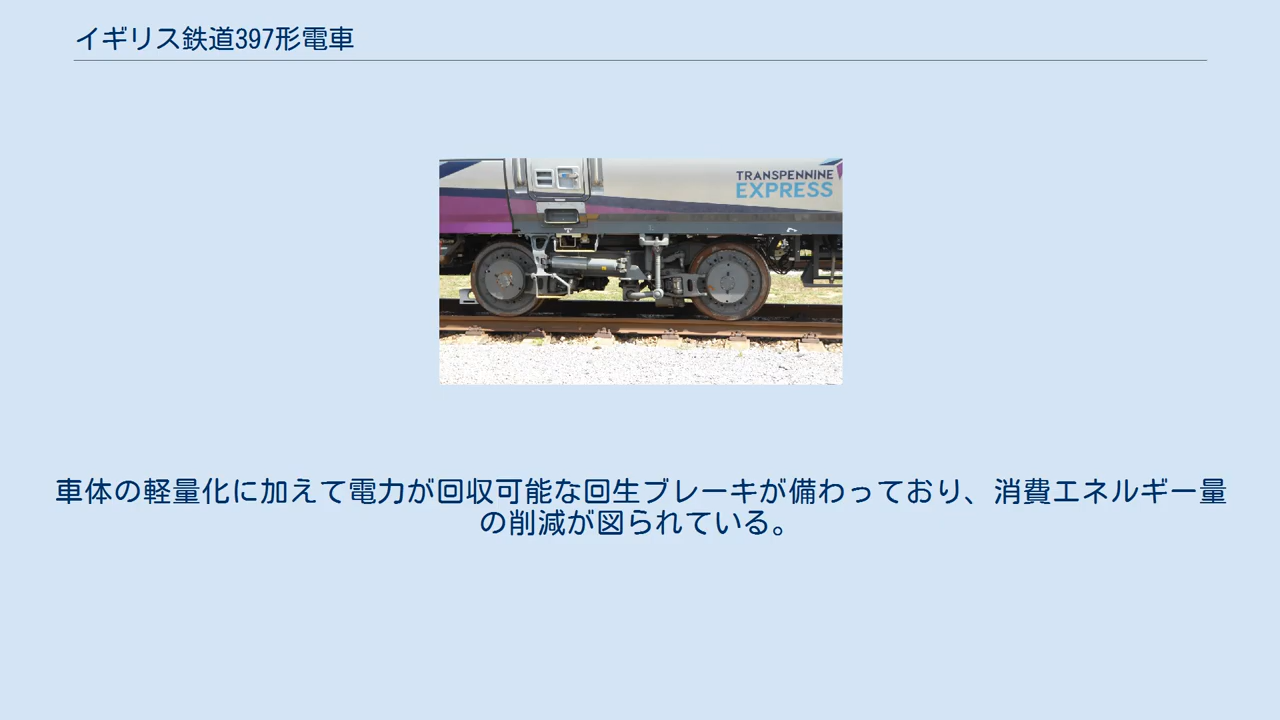 イギリス鉄道397形電車
TRANSPENNINE
EXPRESS
車体の軽量化に加えて電力が回収可能な回生ブレーキが備わっており、消費エネルギー量
の削減が図られている。